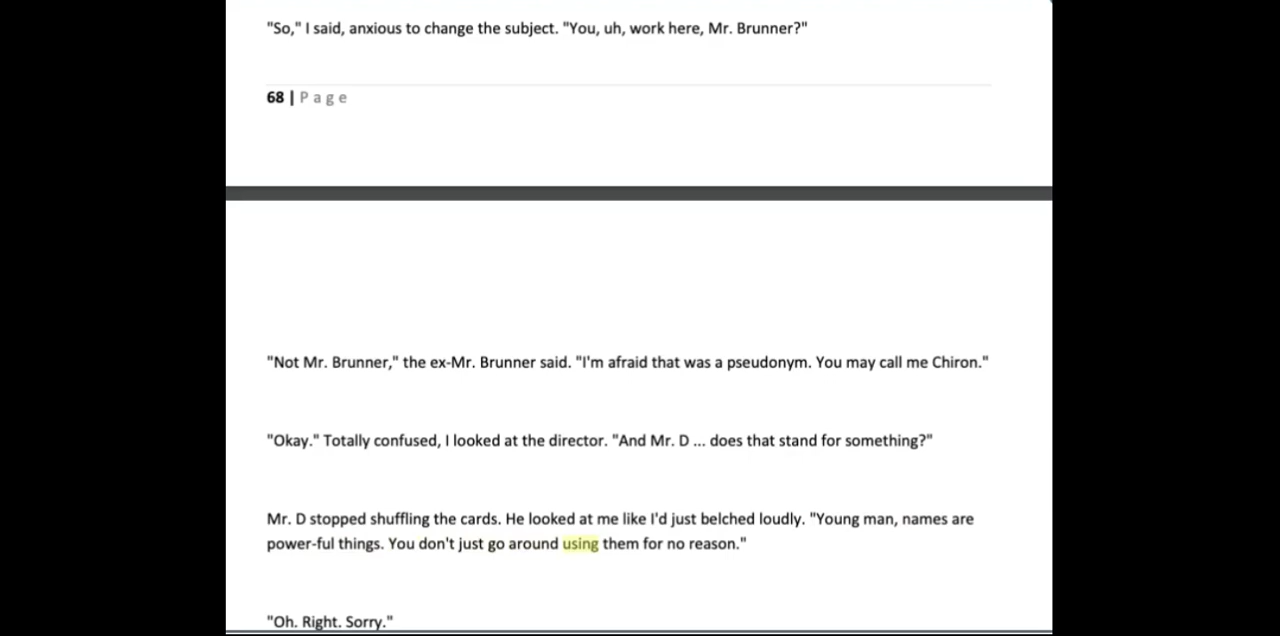 "So," I said, anxious to change the subject. "You, uh, work here, Mr. Brunner?"
68 | P a g e
"Not Mr. Brunner," the ex-Mr. Brunner said. "I'm afraid that was a pseudonym. You may call me Chiron."
"Okay." Totally confused, I looked at the director. "And Mr. D ... does that stand for something?"
Mr. D stopped shuffling the cards. He looked at me like I'd just belched loudly. "Young man, names are
power-ful things. You don't just go around using them for no reason."
"Oh. Right. Sorry."